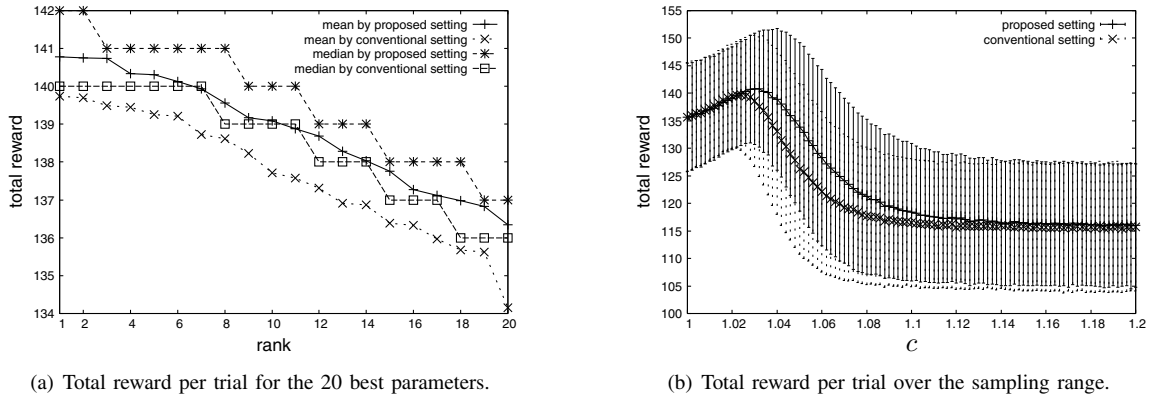 142
141
140
139
138
137
136
135
134
total reward
1 2 4 6 8 10 12 14 16 18 20
rank
mean by proposed setting
mean by conventional setting
median by proposed setting
median by conventional setting
(a) Total reward per trial for the 20 best parameters.
155
150
145
140
135
130
125
120
115
110
105
100
total reward
1 1.02 1.04 1.06 1.08 1.1 1.12 1.14 1.16 1.18 1.2
c
proposed setting
conventional setting
(b) Total reward per trial over the sampling range.